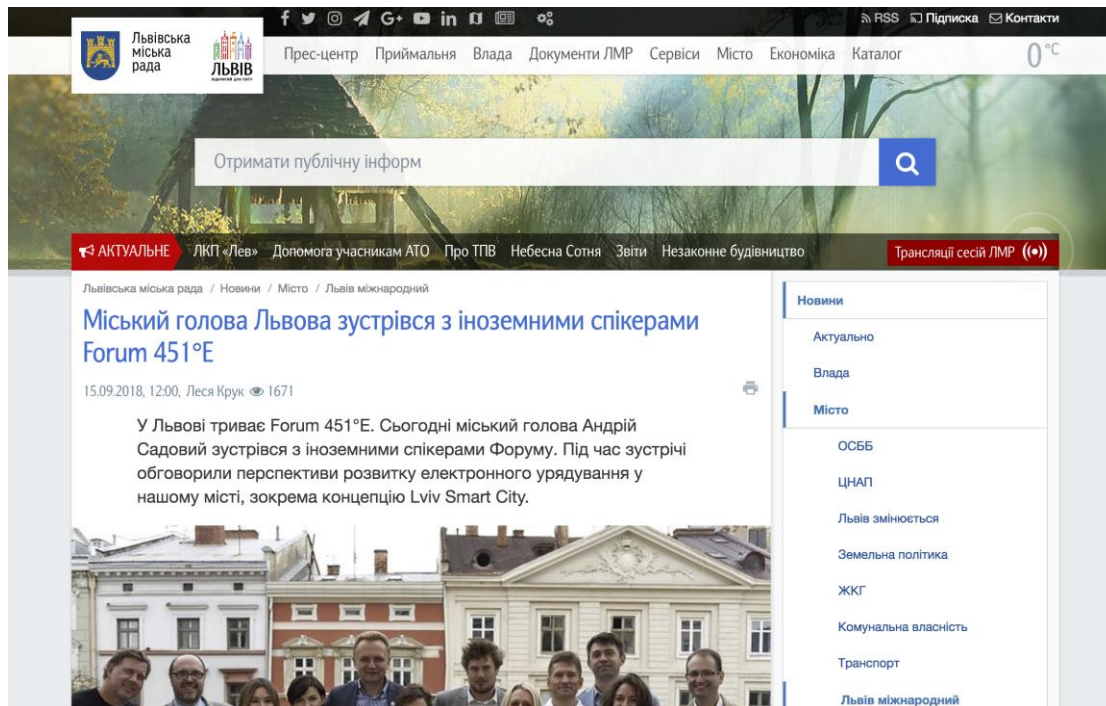 RSS Підписка Контакти
Львівська
міська
рада
ЛЬВІВ
Прес-центр Приймальня Влада Документи ЛМР Сервіси Місто Економіка Каталог
0°C
Отримати публічну інформ
АКТУАЛЬНЕ ЛКП «Лев» Допомога учасникам АТО Про ТПВ Небесна Сотня Звіти Незаконне будівництво Трансляції сесій ЛМР
Львівська міська рада / Новини / Місто / Львів міжнародний
Міський голова Львова зустрівся з іноземними спікерами
Forum 451°E
15.09.2018, 12:00, Леся Крук 1671
У Львові триває Forum 451°E. Сьогодні міський голова Андрій
Садовий зустрівся з іноземними спікерами Форуму. Під час зустрічі
обговорили перспективи розвитку електронного урядування у
нашому місті, зокрема концепцію Lviv Smart City.
Новини
Актуально
Влада
Місто
ОСББ
ЦНАП
Львів змінюється
Земельна політика
ЖКГ
Комунальна власність
Транспорт
Львів міжнародний